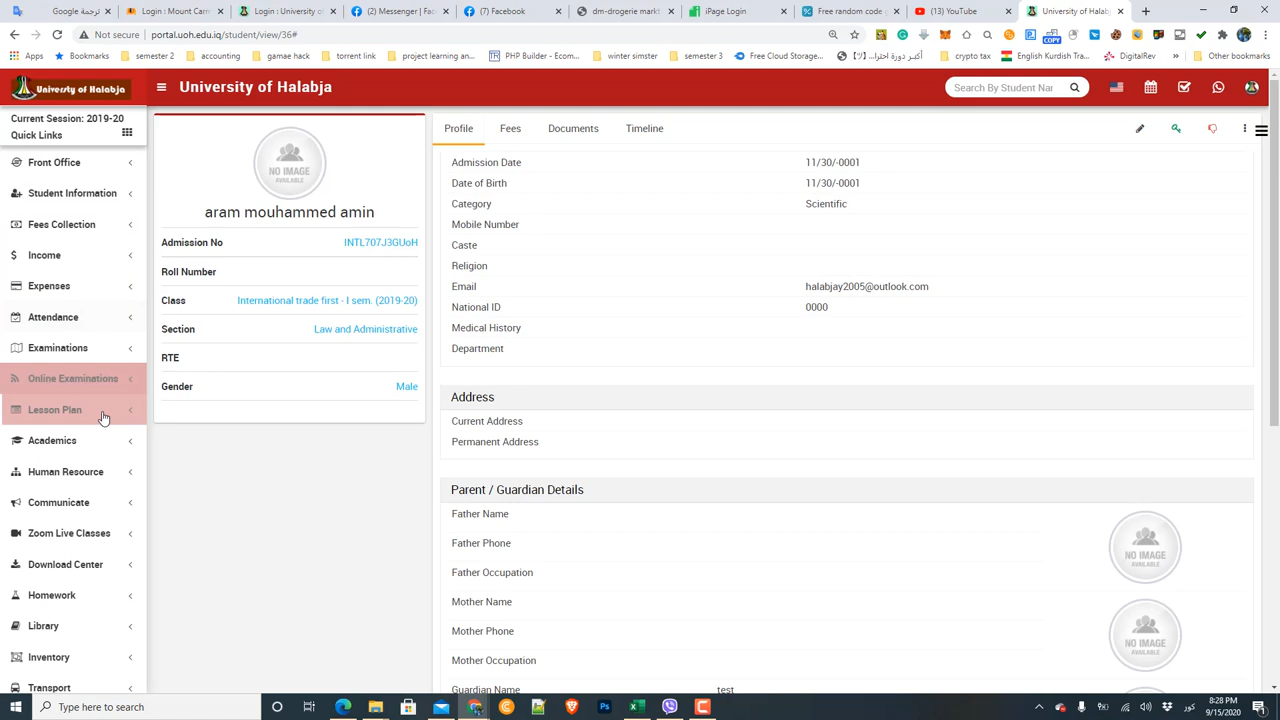 Google ترجمة
Mount Carm
University of Halabja
Messenger | Fa
Facebook
dm-drogerie mark
iPage Login
Free random code
(13) YouTube
University of Halab
Not secure | portal.uoh.edu.iq/student/view/36#
Apps Bookmarks semester 2 accounting gamae hack torrent link project learning an... PHP Builder - Ecom... winter simster semester 3 Free Cloud Storage... crypto tax English Kurdish Tra... DigitalRev » Other bookmarks
University of Halabja
University of Halabja
Search By Student Nar
Current Session: 2019-20
Quick Links
Front Office
Student Information
Fees Collection
Income
Expenses
Attendance
Examinations
Online Examinations
Lesson Plan
Academics
Human Resource
Communicate
Zoom Live Classes
Download Center
Homework
Library
Inventory
Transport
aram mouhammed amin
Admission No INTL707J3GUoH
Roll Number
Class International trade first - I sem. (2019-20)
Section Law and Administrative
RTE
Gender Male
NO IMAGE
AVAILABLE
Profile Fees Documents Timeline
Admission Date 11/30/-0001
Date of Birth 11/30/-0001
Category Scientific
Mobile Number
Caste
Religion
Email halabjay2005@outlook.com
National ID 0000
Medical History
Department
Address
Current Address
Permanent Address
Parent / Guardian Details
Father Name
Father Phone
Father Occupation
Mother Name
Mother Phone
Mother Occupation
Guardian Name test
NO IMAGE
AVAILABLE
NO IMAGE
AVAILABLE
Type here to search
8:28 PM
9/15/2020